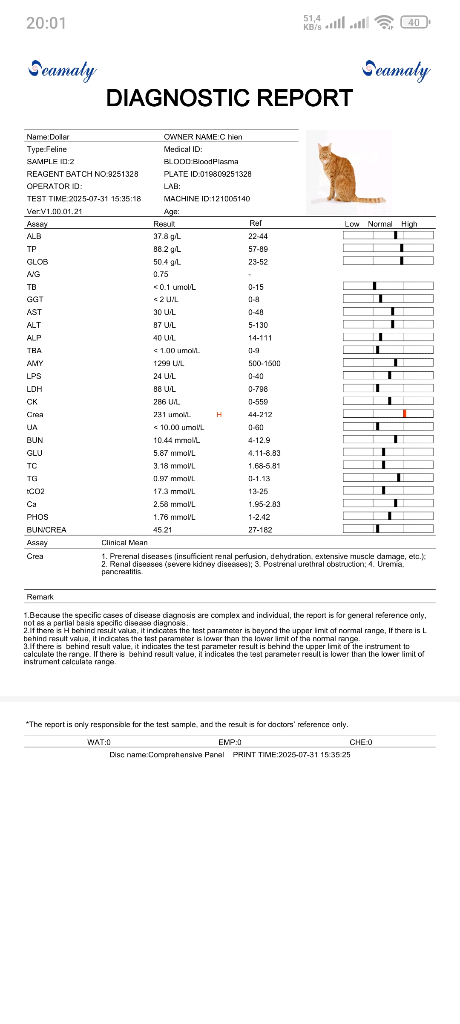 20:01 51,4 KB/s 40
Seamaty Seamaty
DIAGNOSTIC REPORT
Name:Dollar OWNER NAME:C hien
Type:Feline Medical ID:
SAMPLE ID:2 BLOOD:BloodPlasma
REAGENT BATCH NO:9251328 PLATE ID:019809251328
OPERATOR ID: LAB:
TEST TIME:2025-07-31 15:35:18 MACHINE ID:121005140
Ver:V1.00.01.21 Age:
Assay Result Ref Low Normal High
ALB 37.8 g/L 22-44
TP 88.2 g/L 57-89
GLOB 50.4 g/L 23-52
A/G 0.75 -
TB < 0.1 umol/L 0-15
GGT < 2 U/L 0-8
AST 30 U/L 0-48
ALT 87 U/L 5-130
ALP 40 U/L 14-111
TBA < 1.00 umol/L 0-9
AMY 1299 U/L 500-1500
LPS 24 U/L 0-40
LDH 88 U/L 0-798
CK 286 U/L 0-559
Crea 231 umol/L H 44-212
UA < 10.00 umol/L 0-60
BUN 10.44 mmol/L 4-12.9
GLU 5.87 mmol/L 4.11-8.83
TC 3.18 mmol/L 1.68-5.81
TG 0.97 mmol/L 0-1.13
tCO2 17.3 mmol/L 13-25
Ca 2.58 mmol/L 1.95-2.83
PHOS 1.76 mmol/L 1-2.42
BUN/CREA 45.21 27-182
Assay Clinical Mean
Crea 1. Prerenal diseases (insufficient renal perfusion, dehydration, extensive muscle damage, etc.);
2. Renal diseases (severe kidney diseases); 3. Postrenal urethral obstruction; 4. Uremia,
pancreatitis.
Remark
1.Because the specific cases of disease diagnosis are complex and individual, the report is for general reference only,
not as a partial basis specific disease diagnosis.
2.If there is H behind result value, it indicates the test parameter is beyond the upper limit of normal range, If there is L
behind result value, it indicates the test parameter is lower than the lower limit of the normal range.
3.If there is behind result value, it indicates the test parameter result is behind the upper limit of the instrument to
calculate the range. If there is behind result value, it indicates the test parameter result is lower than the lower limit of
instrument calculate range.
*The report is only responsible for the test sample, and the result is for doctors' reference only.
WAT:0 EMP:0 CHE:0
Disc name:Comprehensive Panel PRINT TIME:2025-07-31 15:35:25